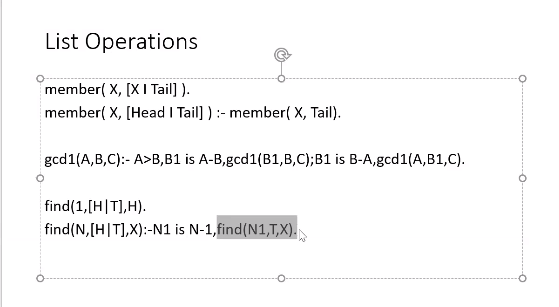 List Operations
member( X, [X I Tail] ).
member( X, [Head I Tail] ) :- member( X, Tail).
gcd1(A,B,C):- A>B,B1 is A-B,gcd1(B1,B,C);B1 is B-A,gcd1(A,B1,C).
find(1,[H|T],H).
find(N,[H|T],X):-N1 is N-1,find(N1,T,X).